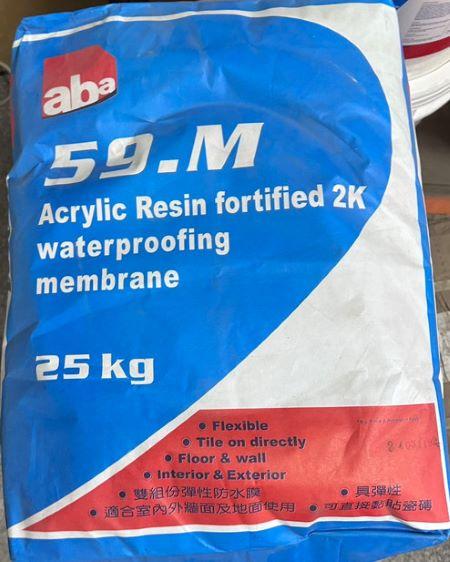 aba
59.M
Acrylic Resin fortified 2K
waterproofing
membrane
25 kg
• Flexible
• Tile on directly
• Floor & wall
• Interior & Exterior
• 雙組份彈性防水膜 • 具彈性
• 適合室內外牆面及地面使用 • 可直接黏貼瓷磚